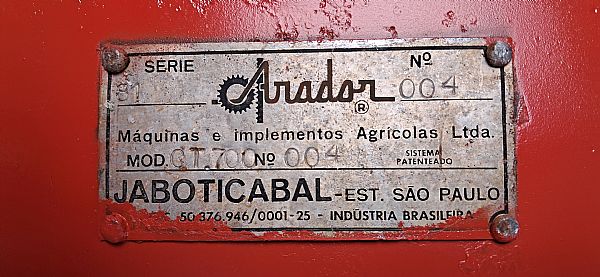 SÉRIE Arador® Nº
81 004
Máquinas e implementos Agrícolas Ltda.
MOD. CT.700 Nº 004 SISTEMA PATENTEADO
JABOTICABAL - EST. SÃO PAULO
50.376.946/0001-25 - INDÚSTRIA BRASILEIRA